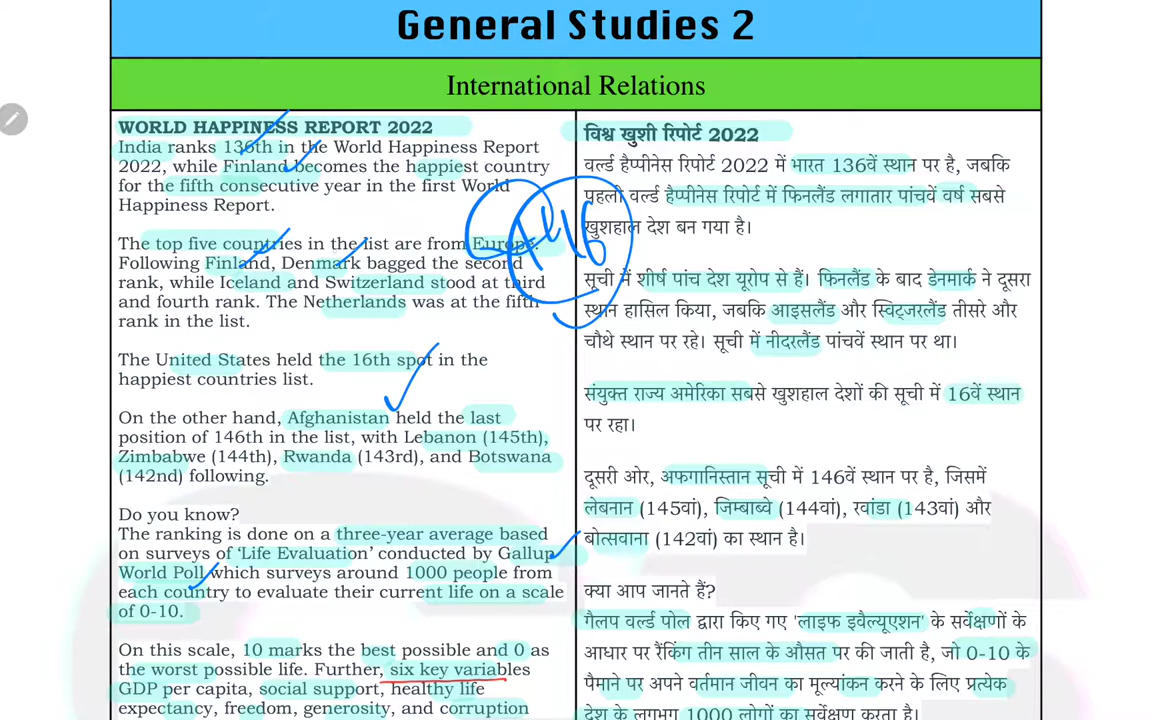 General Studies 2
International Relations
WORLD HAPPINESS REPORT 2022
India ranks 136th in the World Happiness Report
2022, while Finland becomes the happiest country
for the fifth consecutive year in the first World
Happiness Report.
The top five countries in the list are from Europe.
Following Finland, Denmark bagged the second
rank, while Iceland and Switzerland stood at third
and fourth rank. The Netherlands was at the fifth
rank in the list.
The United States held the 16th spot in the
happiest countries list.
On the other hand, Afghanistan held the last
position of 146th in the list, with Lebanon (145th),
Zimbabwe (144th), Rwanda (143rd), and Botswana
(142nd) following.
Do you know?
The ranking is done on a three-year average based
on surveys of ‘Life Evaluation’ conducted by Gallup
World Poll which surveys around 1000 people from
each country to evaluate their current life on a scale
of 0-10.
On this scale, 10 marks the best possible and 0 as
the worst possible life. Further, six key variables
GDP per capita, social support, healthy life
expectancy, freedom, generosity, and corruption
146
विश्व खुशी रिपोर्ट 2022
वर्ल्ड हैप्पीनेस रिपोर्ट 2022 में भारत 136वें स्थान पर है, जबकि
पहली वर्ल्ड हैप्पीनेस रिपोर्ट में फिनलैंड लगातार पांचवें वर्ष सबसे
खुशहाल देश बन गया है।
सूची में शीर्ष पांच देश यूरोप से हैं। फिनलैंड के बाद डेनमार्क ने दूसरा
स्थान हासिल किया, जबकि आइसलैंड और स्विट्जरलैंड तीसरे और
चौथे स्थान पर रहे। सूची में नीदरलैंड पांचवें स्थान पर था।
संयुक्त राज्य अमेरिका सबसे खुशहाल देशों की सूची में 16वें स्थान
पर रहा।
दूसरी ओर, अफगानिस्तान सूची में 146वें स्थान पर है, जिसमें
लेबनान (145वां), जिम्बाब्वे (144वां), रवांडा (143वां) और
बोत्सवाना (142वां) का स्थान है।
क्या आप जानते हैं?
गैलप वर्ल्ड पोल द्वारा किए गए 'लाइफ इवैल्यूएशन' के सर्वेक्षणों के
आधार पर रैंकिंग तीन साल के औसत पर की जाती है, जो 0-10 के
पैमाने पर अपने वर्तमान जीवन का मूल्यांकन करने के लिए प्रत्येक
देश के लगभग 1000 लोगों का सर्वेक्षण करता है।